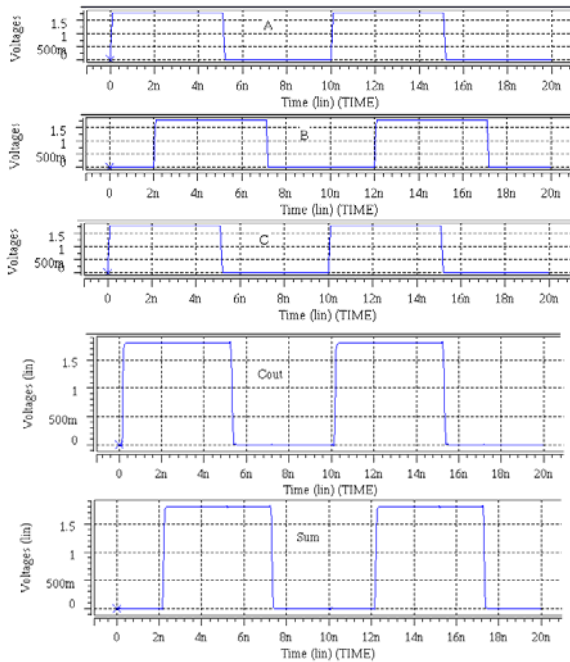 Voltages
1.5
1
500m
0
A
0 2n 4n 6n 8n 10n 12n 14n 16n 18n 20n
Time (lin) (TIME)
Voltages
1.5
1
500m
0
B
0 2n 4n 6n 8n 10n 12n 14n 16n 18n 20n
Time (lin) (TIME)
Voltages
1.5
1
500m
0
C
0 2n 4n 6n 8n 10n 12n 14n 16n 18n 20n
Time (lin) (TIME)
Voltages (lin)
1.5
1
500m
0
Cout
0 2n 4n 6n 8n 10n 12n 14n 16n 18n 20n
Time (lin) (TIME)
Voltages (lin)
1.5
1
500m
0
Sum
0 2n 4n 6n 8n 10n 12n 14n 16n 18n 20n
Time (lin) (TIME)